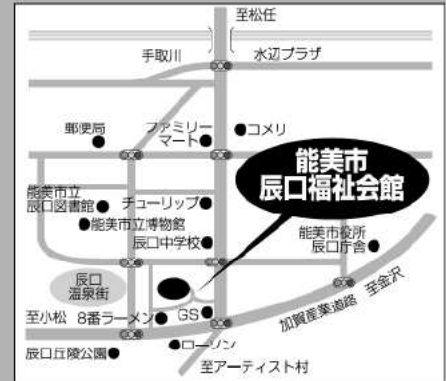 至松任
手取川
水辺プラザ
郵便局
ファミリー
マート
コメリ
能美市
辰口福祉会館
能美市立
辰口図書館
チューリップ
能美市立博物館
辰口中学校
能美市役所
辰口庁舎
辰口
温泉街
至小松
8番ラーメン
GS
加賀産業道路
至金沢
辰口丘陵公園
ローソン
至アーティスト村